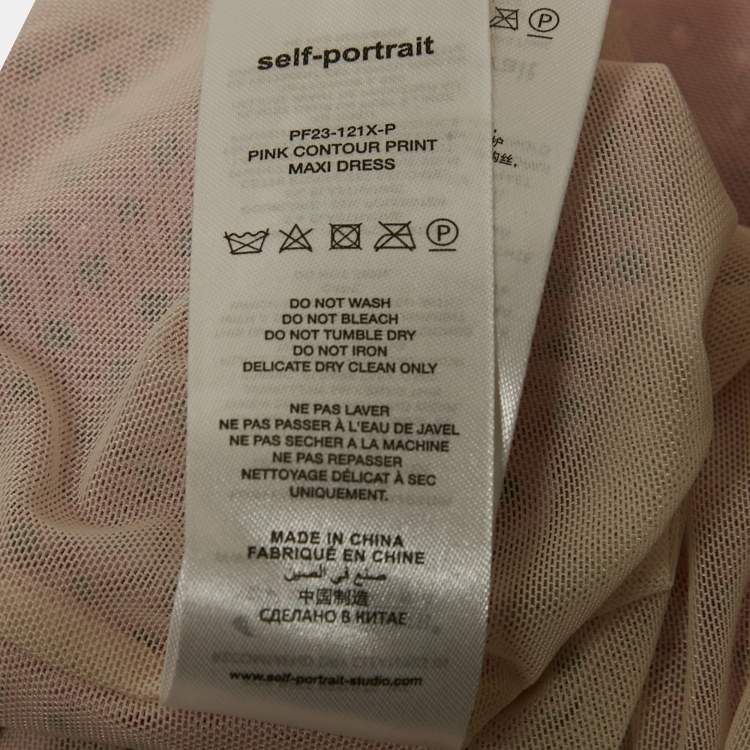 self-portrait
PF23-121X-P
PINK CONTOUR PRINT
MAXI DRESS
P
DO NOT WASH
DO NOT BLEACH
DO NOT TUMBLE DRY
DO NOT IRON
DELICATE DRY CLEAN ONLY
NE PAS LAVER
NE PAS PASSER À L'EAU DE JAVEL
NE PAS SECHER A LA MACHINE
NE PAS REPASSER
NETTOYAGE DÉLICAT À SEC
UNIQUEMENT.
MADE IN CHINA
FABRIQUÉ EN CHINE
صنع في الصين
中国制造
СДЕЛАНО В КИТАЕ
www.self-portrait-studio.com
P